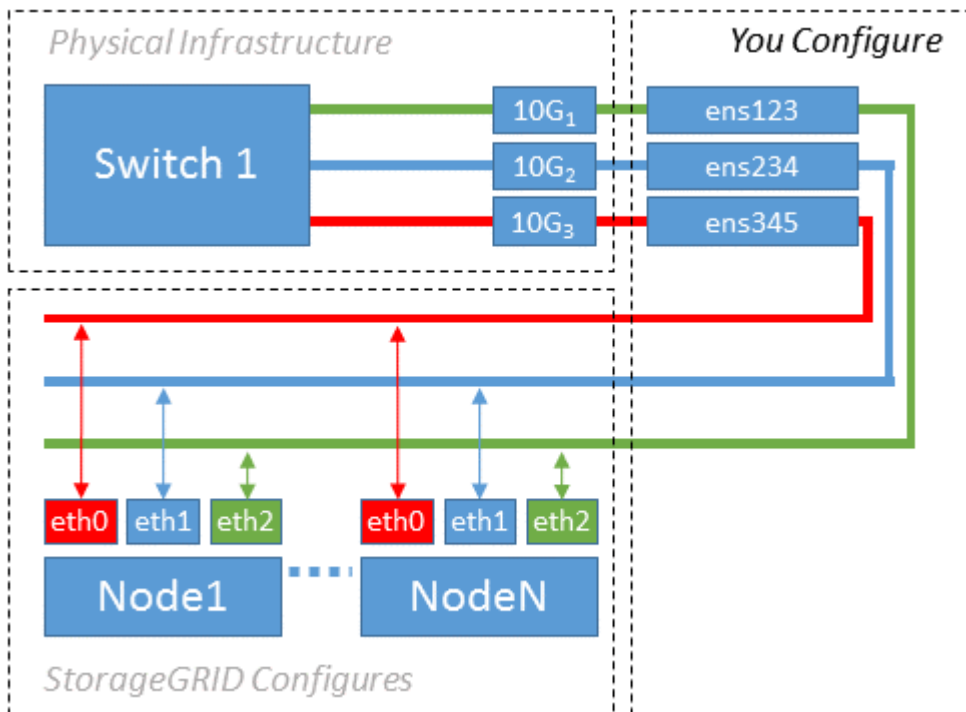 Physical Infrastructure
You Configure
Switch 1
10G₁
ens123
10G₂
ens234
10G₃
ens345
eth0
eth1
eth2
eth0
eth1
eth2
Node1
NodeN
StorageGRID Configures